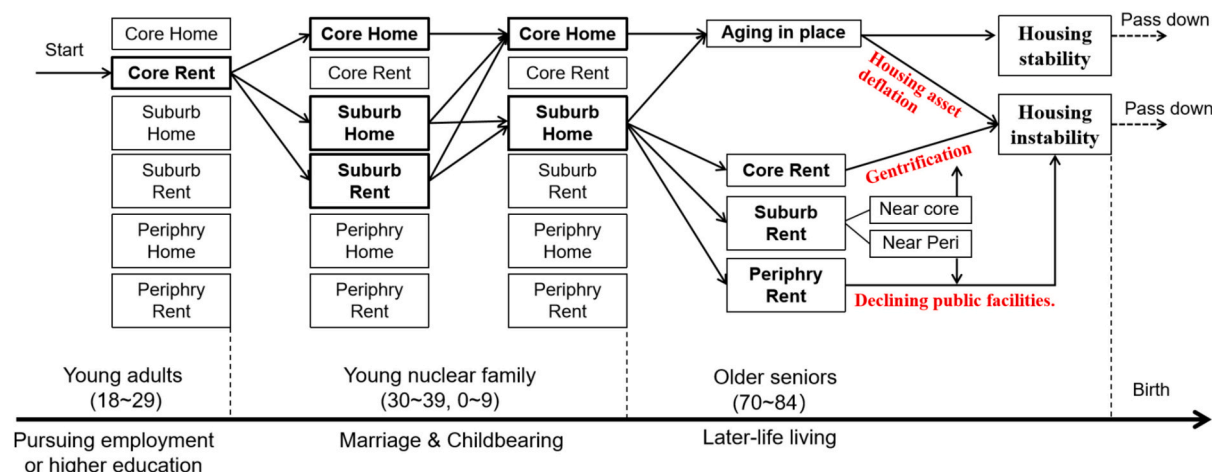 Start
Core Home
Core Rent
Suburb
Home
Suburb
Rent
Periphry
Home
Periphry
Rent
Core Home
Core Rent
Suburb
Home
Suburb
Rent
Periphry
Home
Periphry
Rent
Core Home
Core Rent
Suburb
Home
Suburb
Rent
Periphry
Home
Periphry
Rent
Aging in place
Housing asset
deflation
Core Rent
Gentrification
Suburb
Rent
Near core
Near Peri
Periphry
Rent
Declining public facilities.
Housing
stability
Pass down
Housing
instability
Pass down
Young adults
(18~29)
Young nuclear family
(30~39, 0~9)
Older seniors
(70~84)
Birth
Pursuing employment
or higher education
Marriage & Childbearing
Later-life living